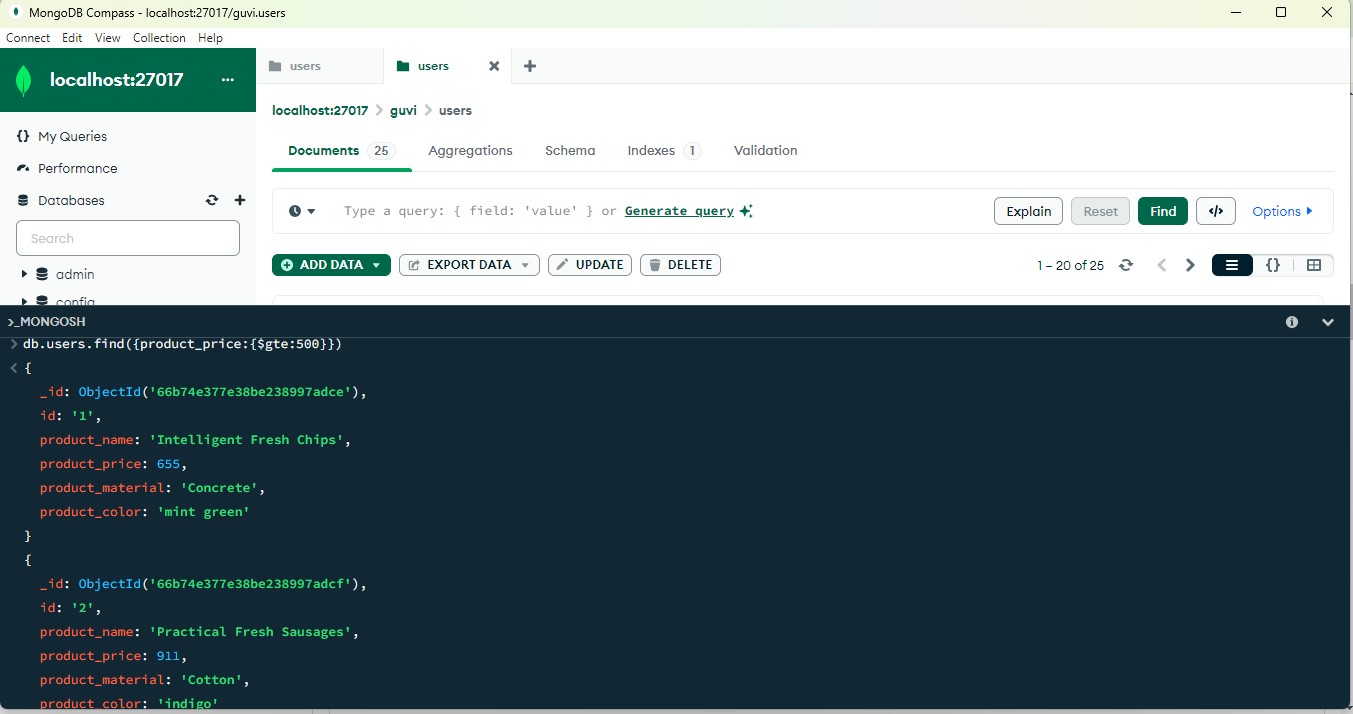 MongoDB Compass - localhost:27017/guvi.users
Connect Edit View Collection Help
localhost:27017 ...
users
users
localhost:27017 > guvi > users
{} My Queries
Performance
Databases
Search
admin
config
Documents 25 Aggregations Schema Indexes 1 Validation
Type a query: { field: 'value' } or Generate query
Explain Reset Find </> Options
ADD DATA EXPORT DATA UPDATE DELETE
1 – 20 of 25
{}
>_MONGOSH
> db.users.find({product_price:{$gte:500}})
< {
_id: ObjectId('66b74e377e38be238997adce'),
id: '1',
product_name: 'Intelligent Fresh Chips',
product_price: 655,
product_material: 'Concrete',
product_color: 'mint green'
}
{
_id: ObjectId('66b74e377e38be238997adcf'),
id: '2',
product_name: 'Practical Fresh Sausages',
product_price: 911,
product_material: 'Cotton',
product_color: 'indigo'